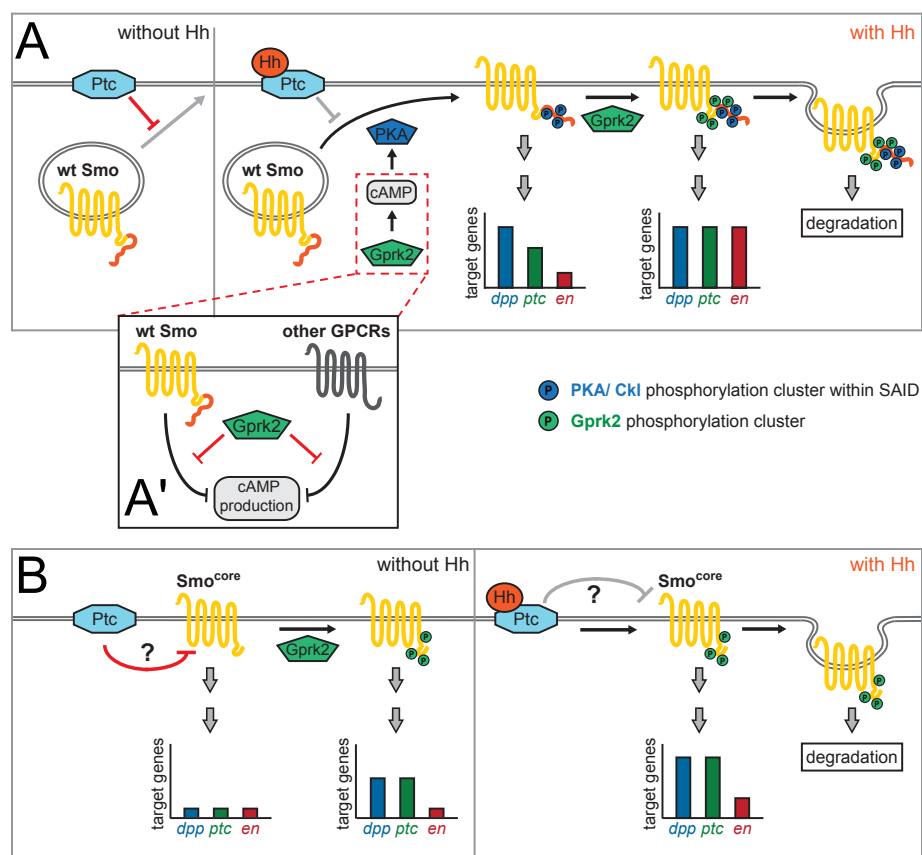 A
without Hh
with Hh
Ptc
Hh
Ptc
wt Smo
wt Smo
PKA
cAMP
Gprk2
P P P P
Gprk2
P P P P P P P P
P P P P P P P P
target genes
dpp ptc en
target genes
dpp ptc en
degradation
A'
wt Smo
other GPCRs
Gprk2
cAMP
production
P PKA/ CkI phosphorylation cluster within SAID
P Gprk2 phosphorylation cluster
B
without Hh
with Hh
Ptc
?
Smocore
Gprk2
P
P
P
target genes
dpp ptc en
target genes
dpp ptc en
Hh
Ptc
?
Smocore
P
P
P
P
P
P
target genes
dpp ptc en
degradation